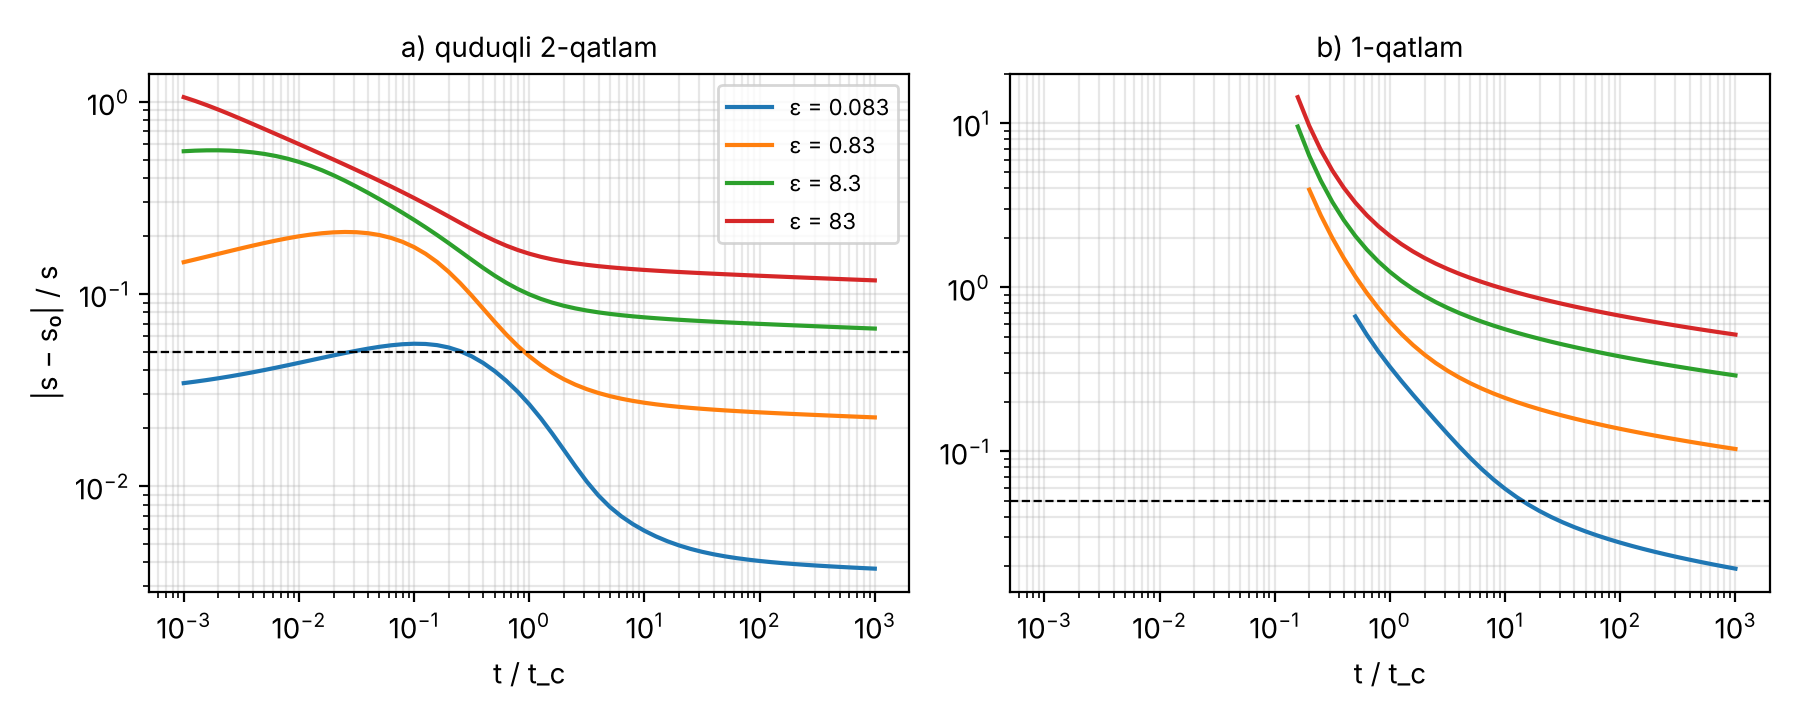 a) quduqli 2-qatlam
|s − sₒ| / s
10⁰
10⁻¹
10⁻²
ε = 0.083
ε = 0.83
ε = 8.3
ε = 83
10⁻³ 10⁻² 10⁻¹ 10⁰ 10¹ 10² 10³
t / t_c
b) 1-qatlam
10¹
10⁰
10⁻¹
10⁻³ 10⁻² 10⁻¹ 10⁰ 10¹ 10² 10³
t / t_c